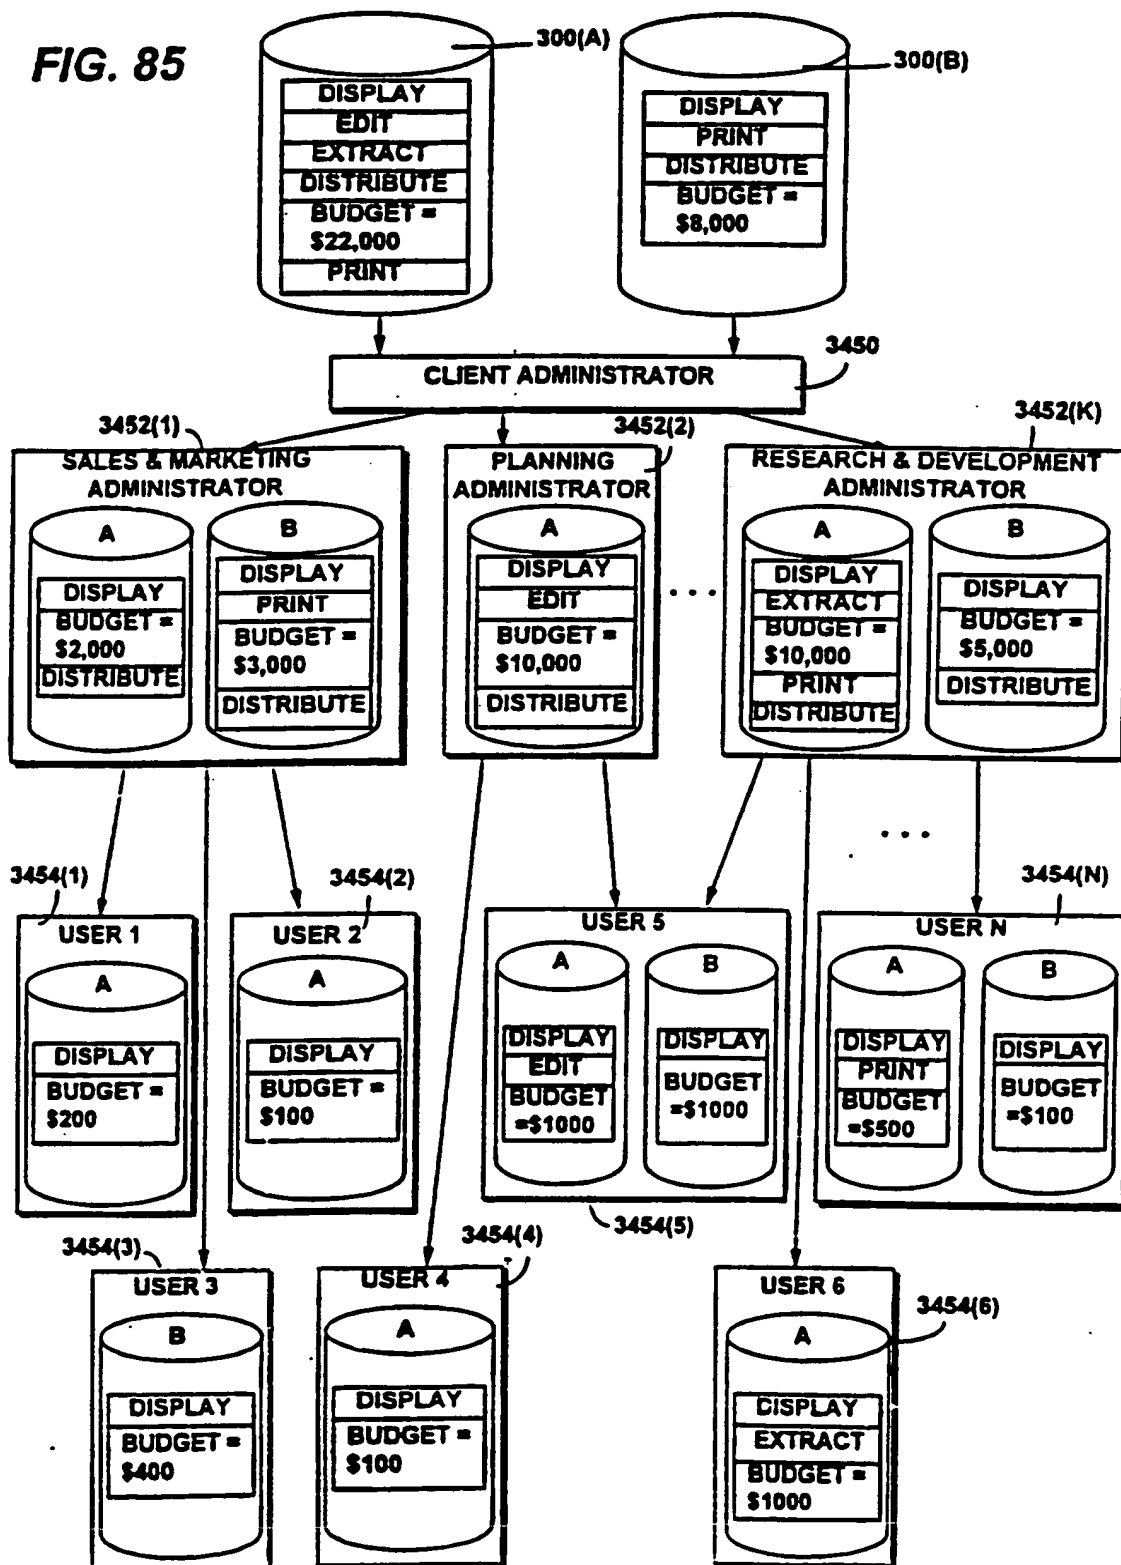 FIG. 85
300(A)
DISPLAY
EDIT
EXTRACT
DISTRIBUTE
BUDGET =
$22,000
PRINT
300(B)
DISPLAY
PRINT
DISTRIBUTE
BUDGET =
$8,000
CLIENT ADMINISTRATOR
3450
3452(1)
SALES & MARKETING
ADMINISTRATOR
A
DISPLAY
BUDGET =
$2,000
DISTRIBUTE
B
DISPLAY
PRINT
BUDGET =
$3,000
DISTRIBUTE
3452(2)
PLANNING
ADMINISTRATOR
A
DISPLAY
EDIT
BUDGET =
$10,000
DISTRIBUTE
. . .
3452(K)
RESEARCH & DEVELOPMENT
ADMINISTRATOR
A
DISPLAY
EXTRACT
BUDGET =
$10,000
PRINT
DISTRIBUTE
B
DISPLAY
BUDGET =
$5,000
DISTRIBUTE
. . .
3454(1)
USER 1
A
DISPLAY
BUDGET =
$200
3454(2)
USER 2
A
DISPLAY
BUDGET =
$100
USER 5
A
DISPLAY
EDIT
BUDGET
=$1000
B
DISPLAY
BUDGET
=$1000
3454(5)
3454(N)
USER N
A
DISPLAY
PRINT
BUDGET
=$500
B
DISPLAY
BUDGET
=$100
3454(3)
USER 3
B
DISPLAY
BUDGET =
$400
3454(4)
USER 4
A
DISPLAY
BUDGET =
$100
USER 6
3454(6)
A
DISPLAY
EXTRACT
BUDGET =
$1000